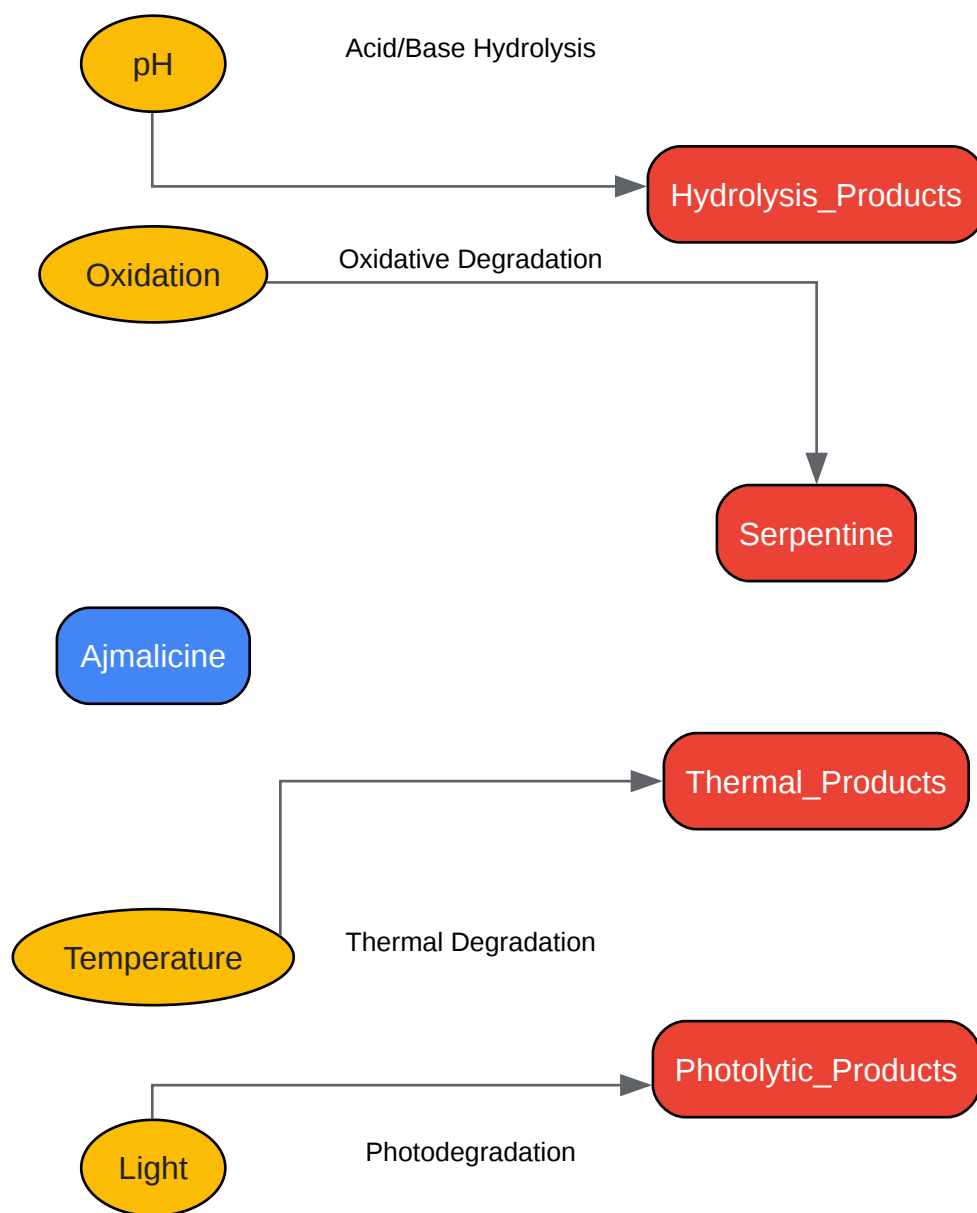 pH
Acid/Base Hydrolysis
Hydrolysis_Products
Oxidation
Oxidative Degradation
Serpentine
Ajmalicine
Thermal_Products
Temperature
Thermal Degradation
Photolytic_Products
Light
Photodegradation